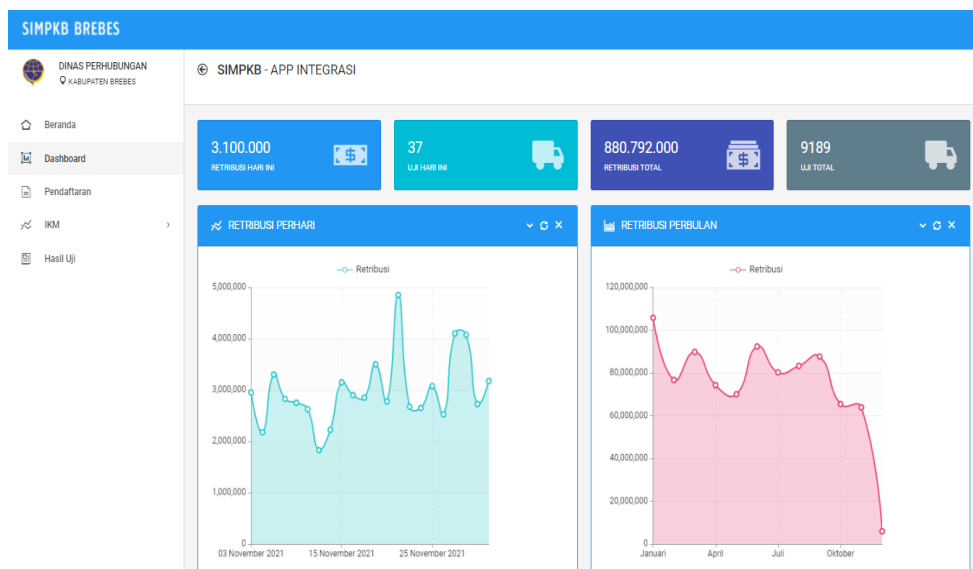 SIMPKB BREBES
DINAS PERHUBUNGAN
KABUPATEN BREBES
SIMPKB - APP INTEGRASI
Beranda
Dashboard
Pendaftaran
IKM
Hasil Uji
3.100.000
RETRIBUSI HARI INI
37
UJI HARI INI
880.792.000
RETRIBUSI TOTAL
9189
UJI TOTAL
RETRIBUSI PERHARI
Retribusi
5,000,000
4,000,000
3,000,000
2,000,000
1,000,000
0
03 November 2021 15 November 2021 25 November 2021
RETRIBUSI PERBULAN
Retribusi
120,000,000
100,000,000
80,000,000
60,000,000
40,000,000
20,000,000
0
Januari April Juli Oktober